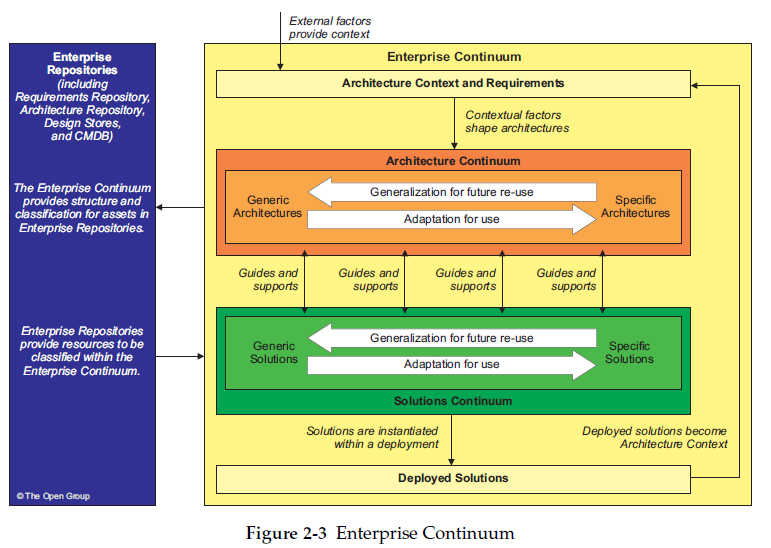 External factors
provide context
Enterprise
Repositories
(including
Requirements Repository,
Architecture Repository,
Design Stores,
and CMDB)
The Enterprise Continuum
provides structure and
classification for assets in
Enterprise Repositories.
Enterprise Repositories
provide resources to be
classified within the
Enterprise Continuum.
© The Open Group
Enterprise Continuum
Architecture Context and Requirements
Contextual factors
shape architectures
Architecture Continuum
Generic
Architectures
Generalization for future re-use
Adaptation for use
Specific
Architectures
Guides and
supports
Guides and
supports
Guides and
supports
Guides and
supports
Generic
Solutions
Generalization for future re-use
Adaptation for use
Specific
Solutions
Solutions Continuum
Solutions are instantiated
within a deployment
Deployed solutions become
Architecture Context
Deployed Solutions
Figure 2-3 Enterprise Continuum